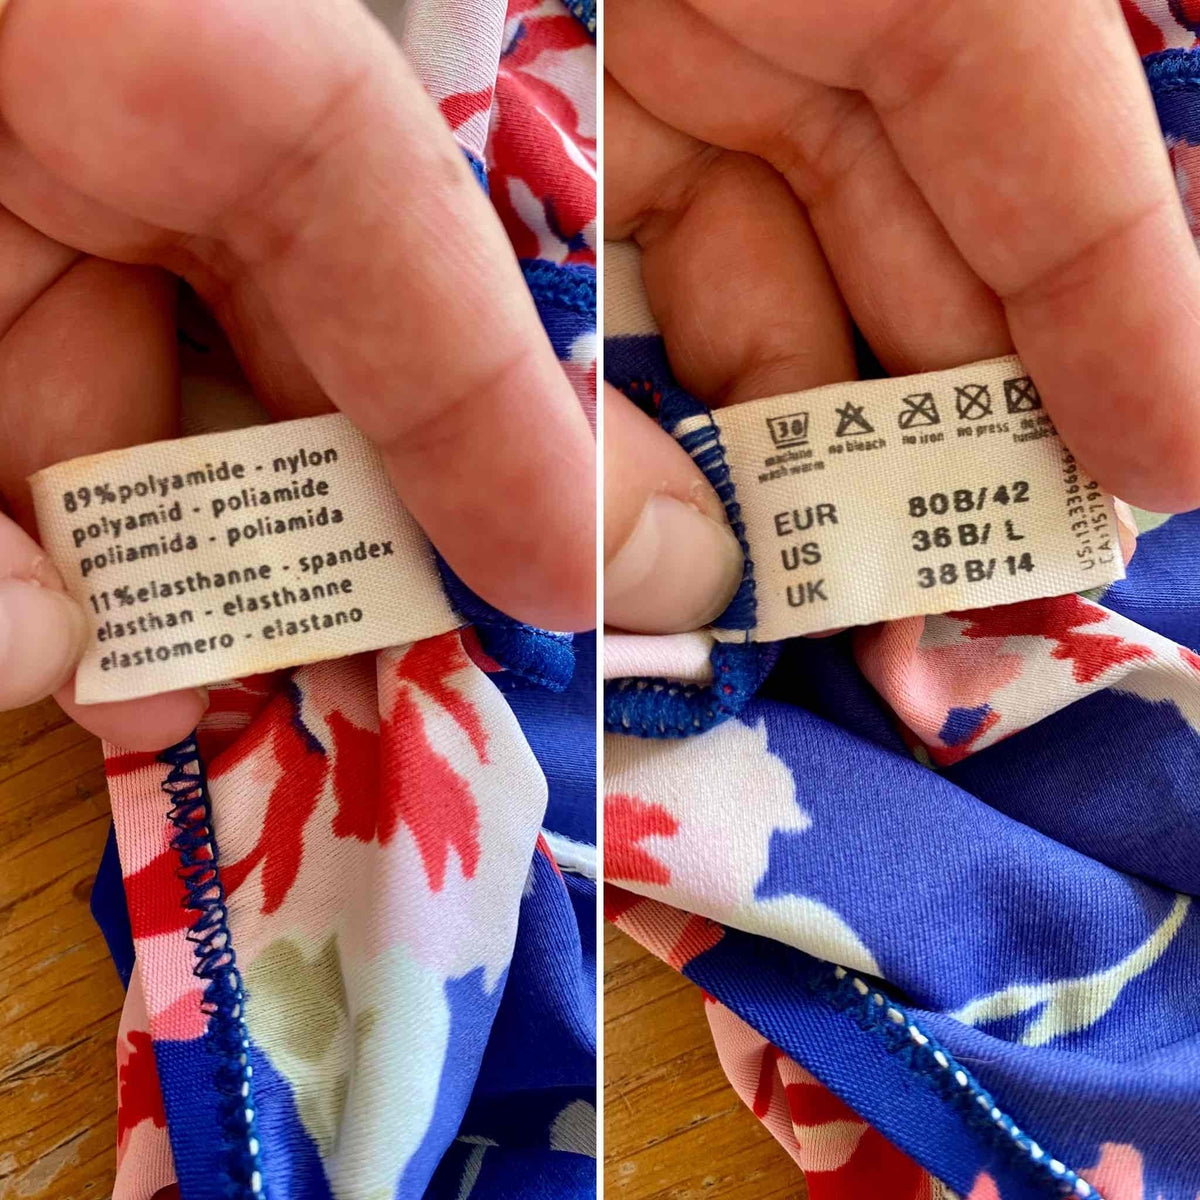 89%polyamide - nylon
polyamid - poliamide
poliamida - poliamida
11%elasthanne - spandex
elasthan - elasthanne
elastomero - elastano
30
machine
wash warm
no bleach
no iron
no press
EUR 80B/42
US 36B/ L
UK 38B/ 14